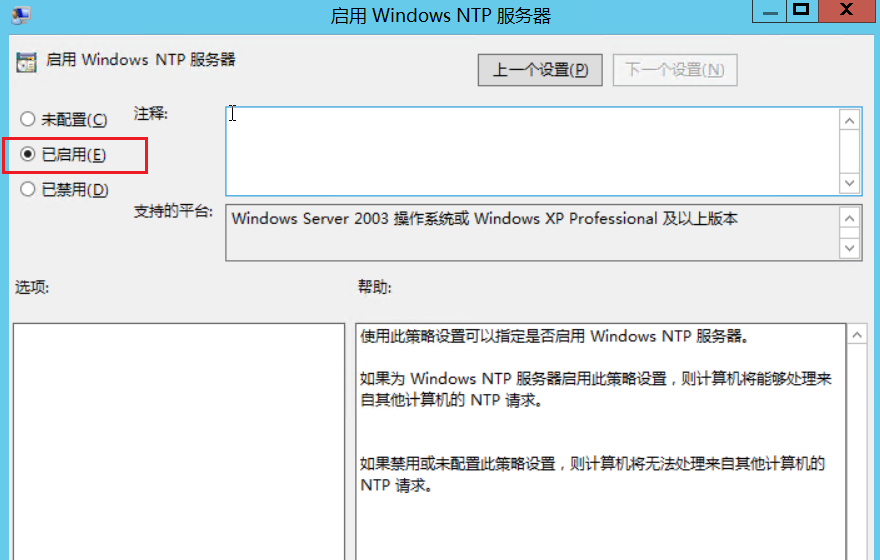 启用 Windows NTP 服务器
启用 Windows NTP 服务器
上一个设置(P)
下一个设置(N)
未配置(C)
注释:
已启用(E)
已禁用(D)
支持的平台:
Windows Server 2003 操作系统或 Windows XP Professional 及以上版本
选项:
帮助:
使用此策略设置可以指定是否启用 Windows NTP 服务器。
如果为 Windows NTP 服务器启用此策略设置，则计算机将能够处理来
自其他计算机的 NTP 请求。
如果禁用或未配置此策略设置，则计算机将无法处理来自其他计算机的
NTP 请求。